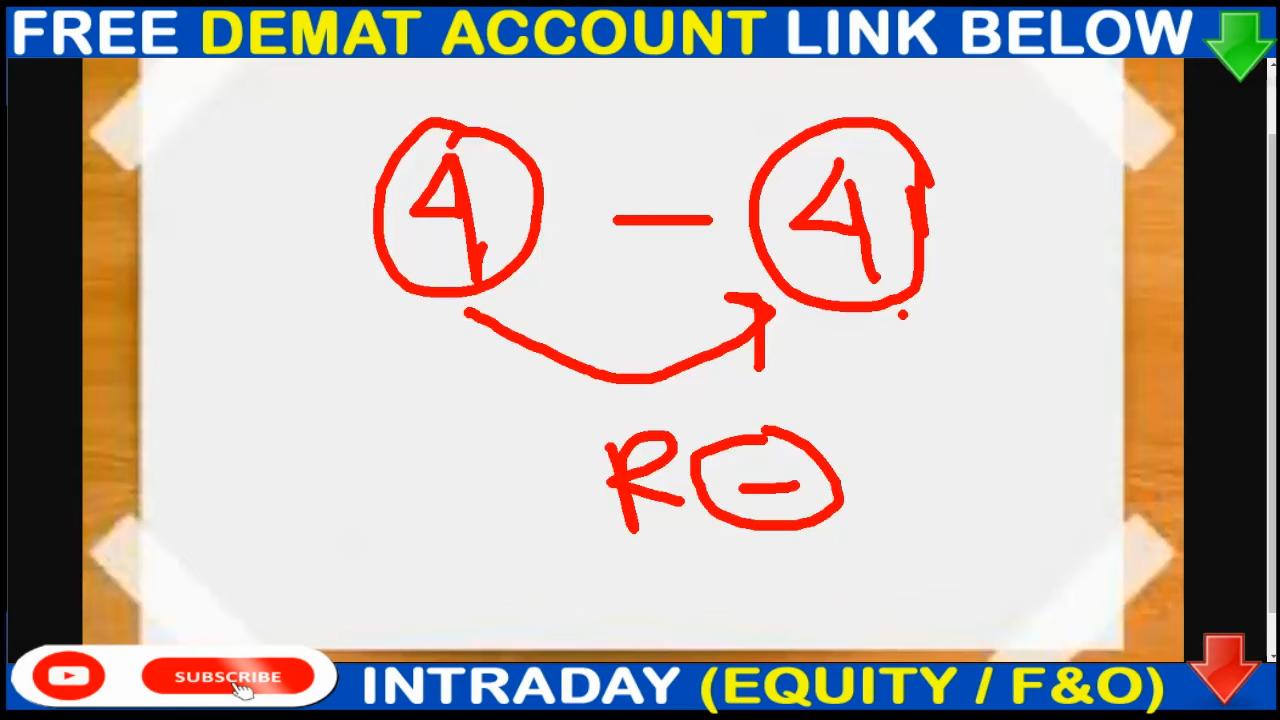 FREE DEMAT ACCOUNT LINK BELOW
4 - 4
R -
SUBSCRIBE
INTRADAY (EQUITY / F&O)